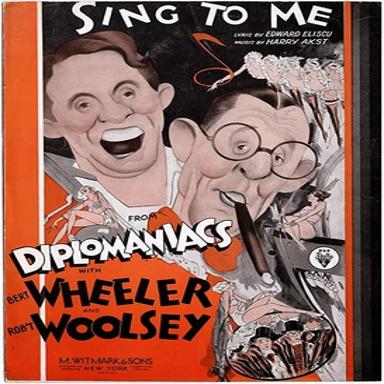 SING TO ME
LYRIC BY EDWARD ELISCU
MUSIC BY HARRY AKST
FROM
DIPLOMANIACS
WITH
BERT WHEELER
AND
ROB'T WOOLSEY
M. WITMARK & SONS
NEW YORK